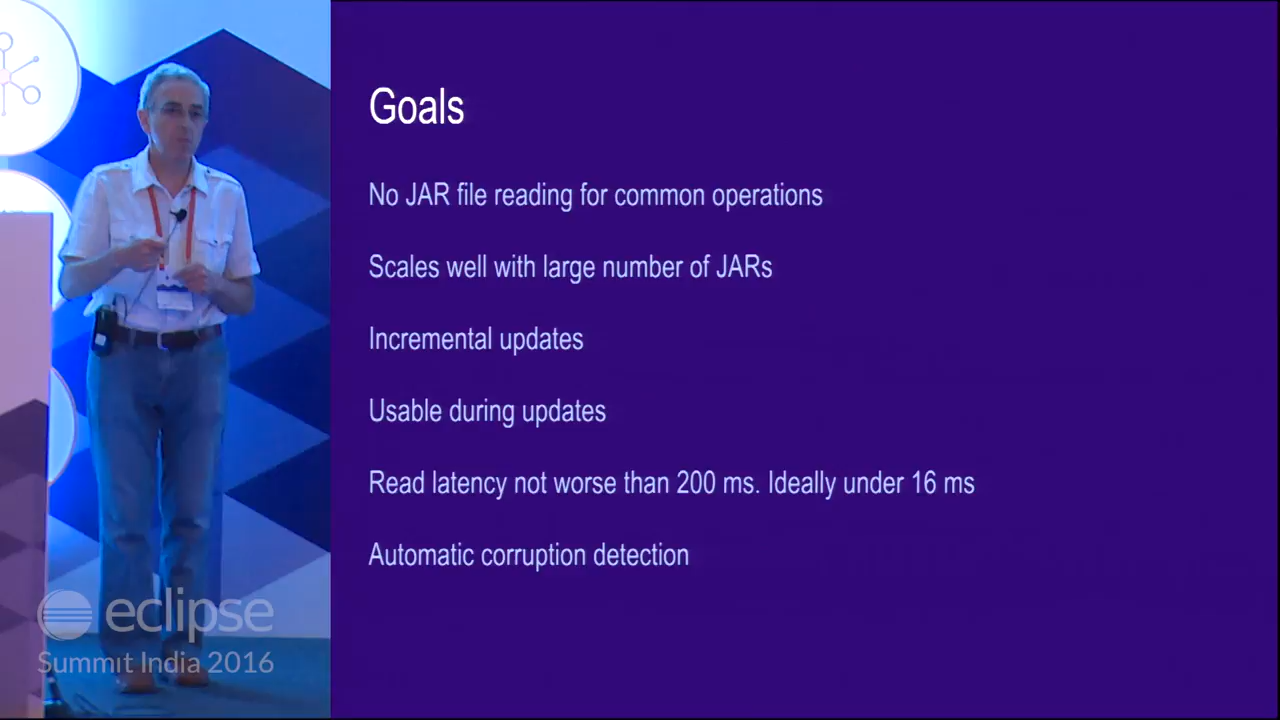 Goals
No JAR file reading for common operations
Scales well with large number of JARs
Incremental updates
Usable during updates
Read latency not worse than 200 ms. Ideally under 16 ms
Automatic corruption detection
eclipse
Summit India 2016